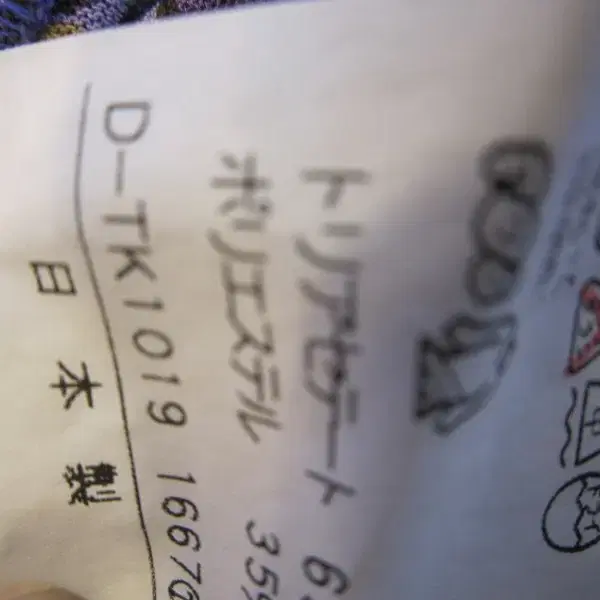 トリアセテート 6
ポリエステル 35
D-TK1019 1667
日本製